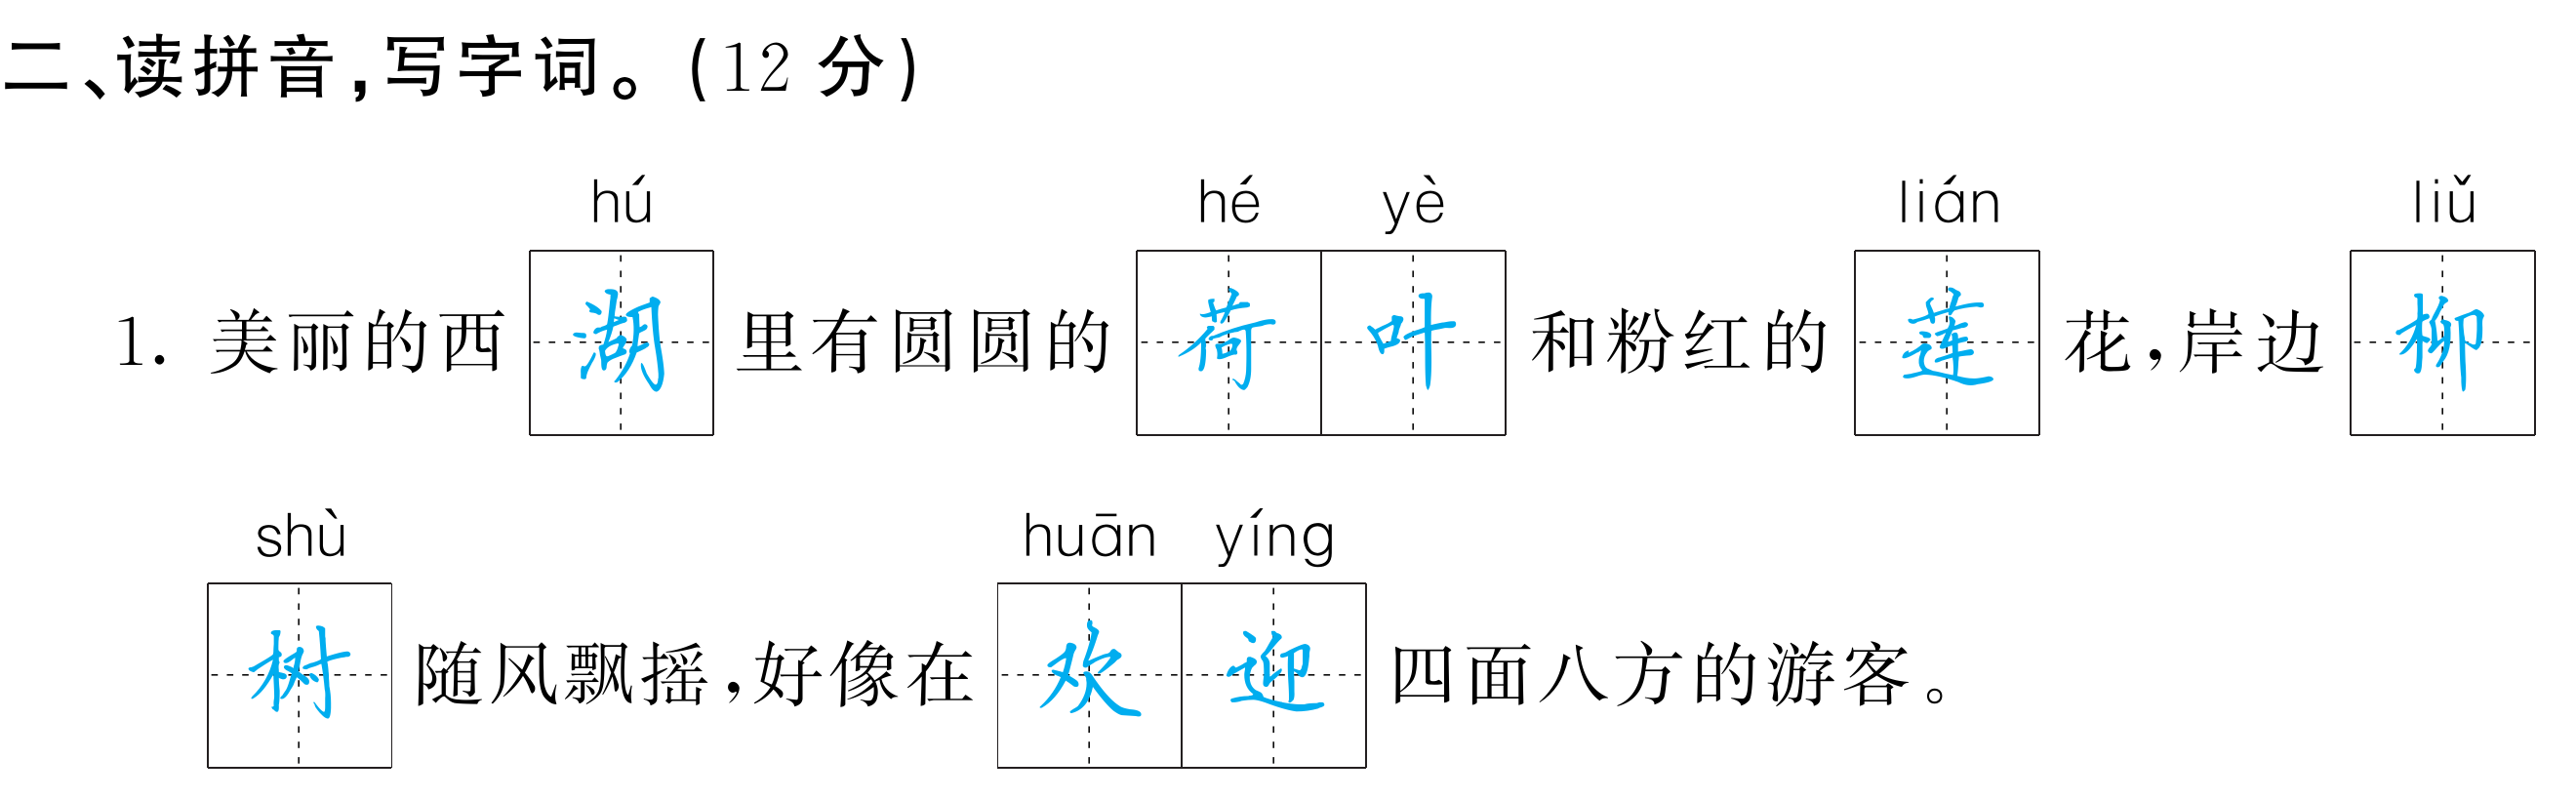 二、读拼音,写字词。(12 分)
hú hé yè lián liǔ
1. 美丽的西湖里有圆圆的荷叶和粉红的莲花,岸边柳
shù huān yíng
树随风飘摇,好像在欢迎四面八方的游客。